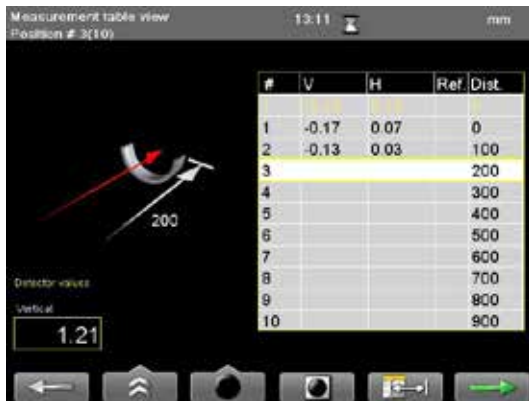 Measurement table view 13:11 mm
Position # 3(10)
# V H Ref. Dist.
1 -0.17 0.07 0
2 -0.13 0.03 100
3 200
4 300
5 400
6 500
7 600
8 700
9 800
10 900
200
Detector values
Vertical
1.21